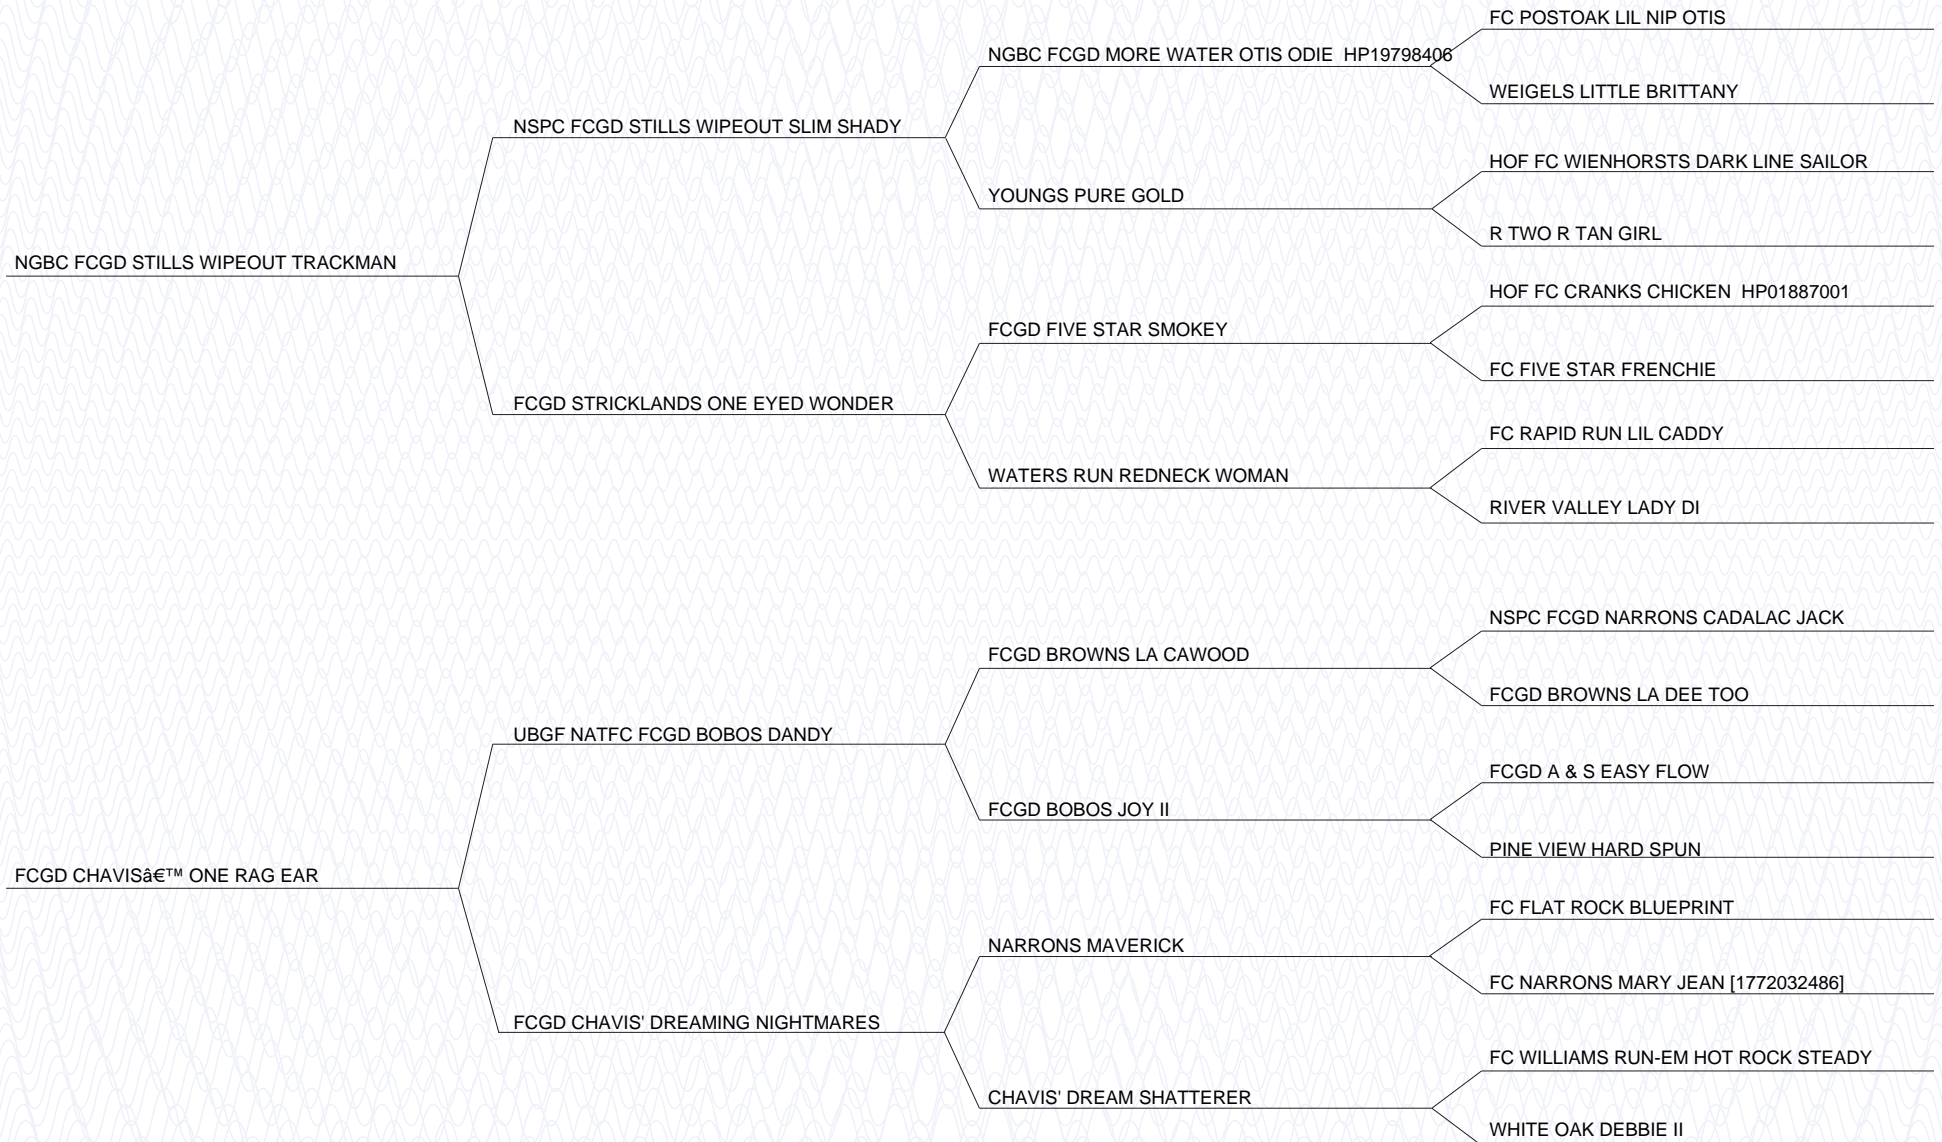 FC POSTOAK LIL NIP OTIS
NGBC FCGD MORE WATER OTIS ODIE HP19798406
WEIGELS LITTLE BRITTANY
NSPC FCGD STILLS WIPEOUT SLIM SHADY
HOF FC WIENHORSTS DARK LINE SAILOR
YOUNGS PURE GOLD
R TWO R TAN GIRL
NGBC FCGD STILLS WIPEOUT TRACKMAN
HOF FC CRANKS CHICKEN HP01887001
FCGD FIVE STAR SMOKEY
FC FIVE STAR FRENCHIE
FCGD STRICKLANDS ONE EYED WONDER
FC RAPID RUN LIL CADDY
WATERS RUN REDNECK WOMAN
RIVER VALLEY LADY DI
NSPC FCGD NARRONS CADALAC JACK
FCGD BROWNS LA CAWOOD
FCGD BROWNS LA DEE TOO
UBGF NATFC FCGD BOBOS DANDY
FCGD A & S EASY FLOW
FCGD BOBOS JOY II
PINE VIEW HARD SPUN
FCGD CHAVISâ€™ ONE RAG EAR
FC FLAT ROCK BLUEPRINT
NARRONS MAVERICK
FC NARRONS MARY JEAN [1772032486]
FCGD CHAVIS' DREAMING NIGHTMARES
FC WILLIAMS RUN-EM HOT ROCK STEADY
CHAVIS' DREAM SHATTERER
WHITE OAK DEBBIE II